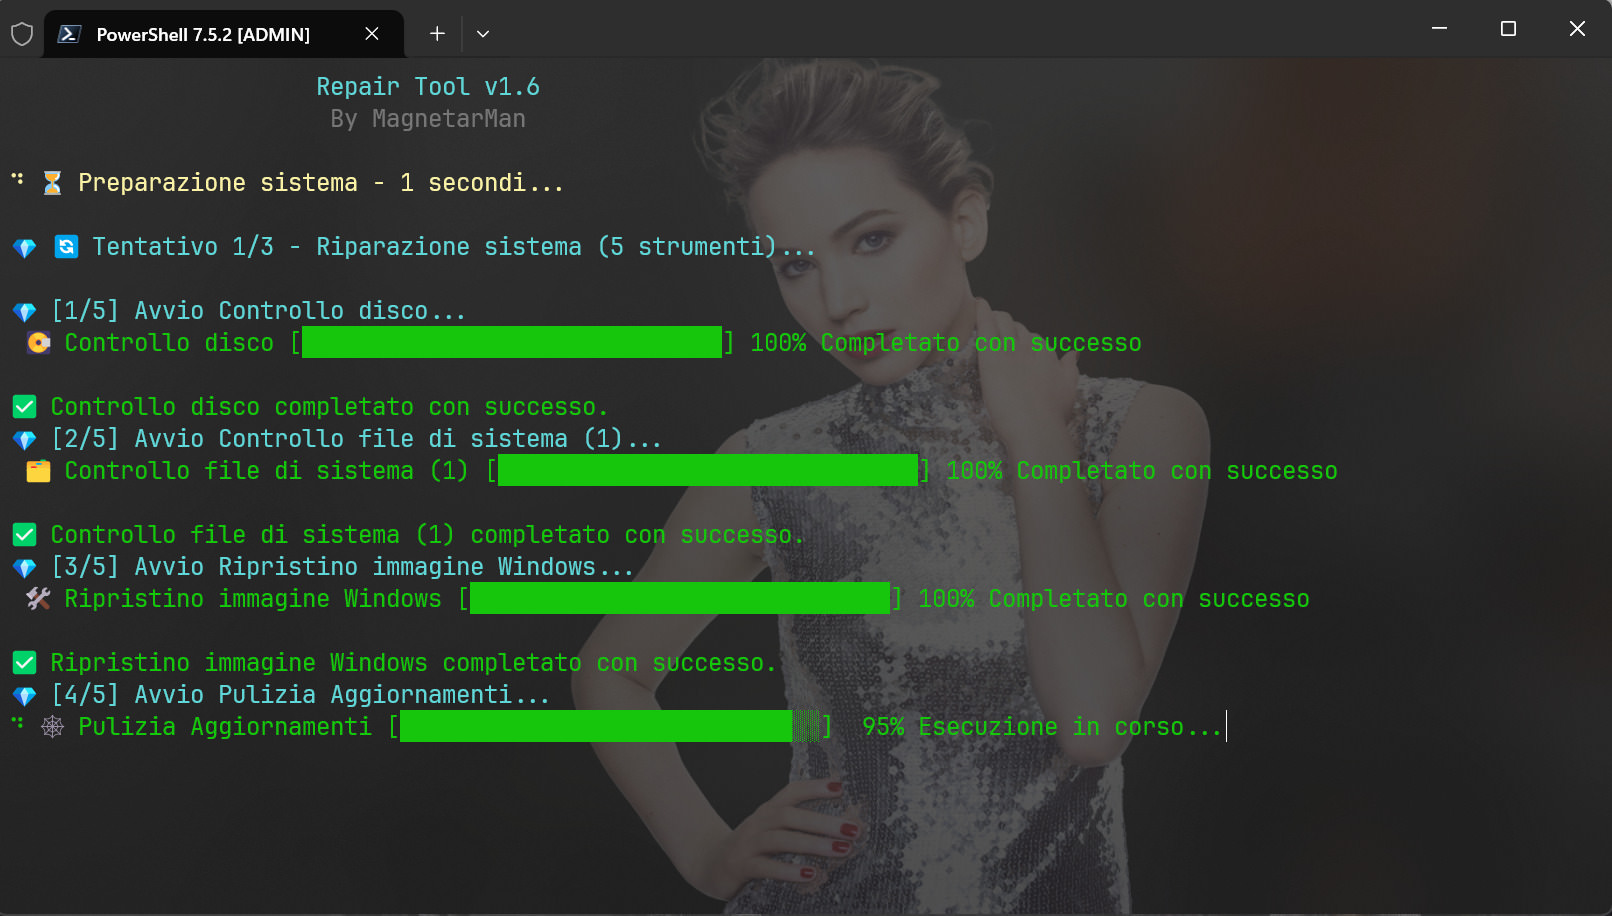 PowerShell 7.5.2 [ADMIN]
Repair Tool v1.6
By MagnetarMan
⏳ Preparazione sistema - 1 secondi...
💎 🔄 Tentativo 1/3 - Riparazione sistema (5 strumenti)...
💎 [1/5] Avvio Controllo disco...
💽 Controllo disco [██████████████████████████████] 100% Completato con successo
✅ Controllo disco completato con successo.
💎 [2/5] Avvio Controllo file di sistema (1)...
🗂️ Controllo file di sistema (1) [██████████████████████████████] 100% Completato con successo
✅ Controllo file di sistema (1) completato con successo.
💎 [3/5] Avvio Ripristino immagine Windows...
🛠️ Ripristino immagine Windows [██████████████████████████████] 100% Completato con successo
✅ Ripristino immagine Windows completato con successo.
💎 [4/5] Avvio Pulizia Aggiornamenti...
🕸️ Pulizia Aggiornamenti [████████████████████████████▒▒] 95% Esecuzione in corso...